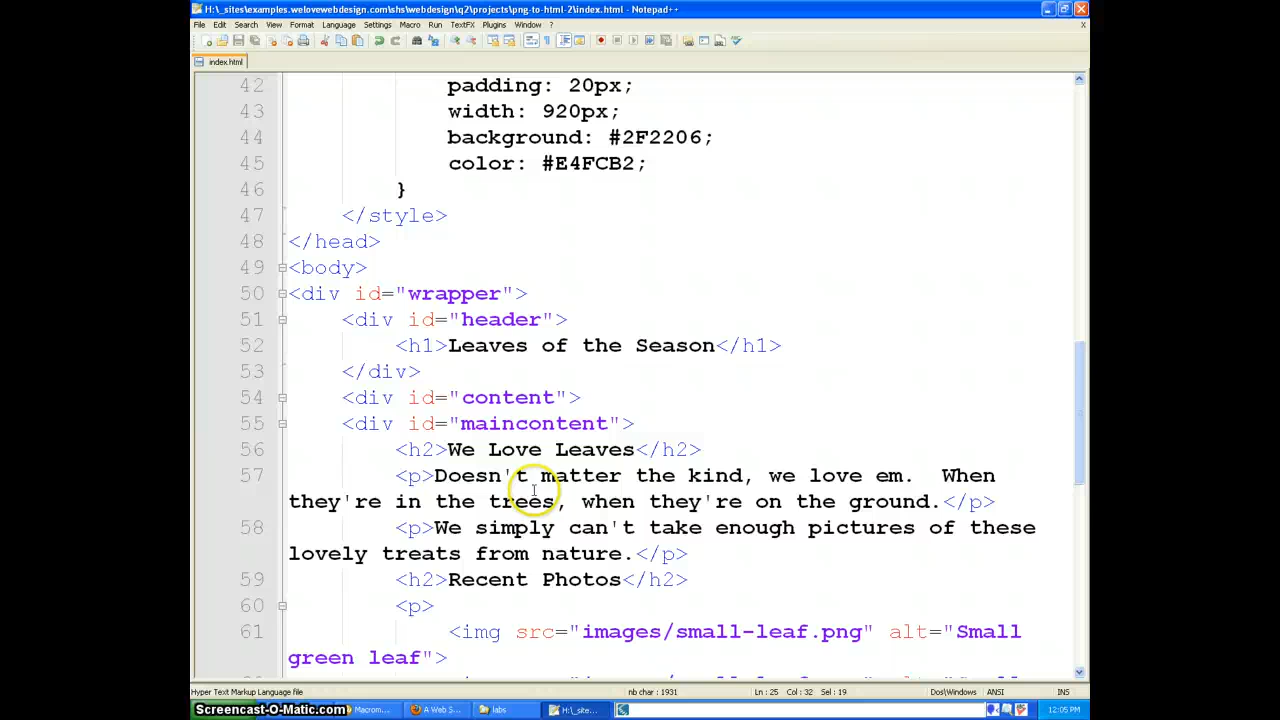 H:\_sites\examples.welovewebdesign.com\shs\webdesign\q2\projects\png-to-html-2\index.html - Notepad++
File Edit Search View Format Language Settings Macro Run TextFX Plugins Window ? X
index.html
42 padding: 20px;
43 width: 920px;
44 background: #2F2206;
45 color: #E4FCB2;
46 }
47 </style>
48 </head>
49 <body>
50 <div id="wrapper">
51 <div id="header">
52 <h1>Leaves of the Season</h1>
53 </div>
54 <div id="content">
55 <div id="maincontent">
56 <h2>We Love Leaves</h2>
57 <p>Doesn't matter the kind, we love em.  When
they're in the trees, when they're on the ground.</p>
58 <p>We simply can't take enough pictures of these
lovely treats from nature.</p>
59 <h2>Recent Photos</h2>
60 <p>
61 <img src="images/small-leaf.png" alt="Small
green leaf">
Hyper Text Markup Language file nb char : 1931 Ln : 25 Col : 32 Sel : 19 Dos\Windows ANSI INS
Screencast-O-Matic.com Macrom... A Web S... labs H:\_site... 12:05 PM